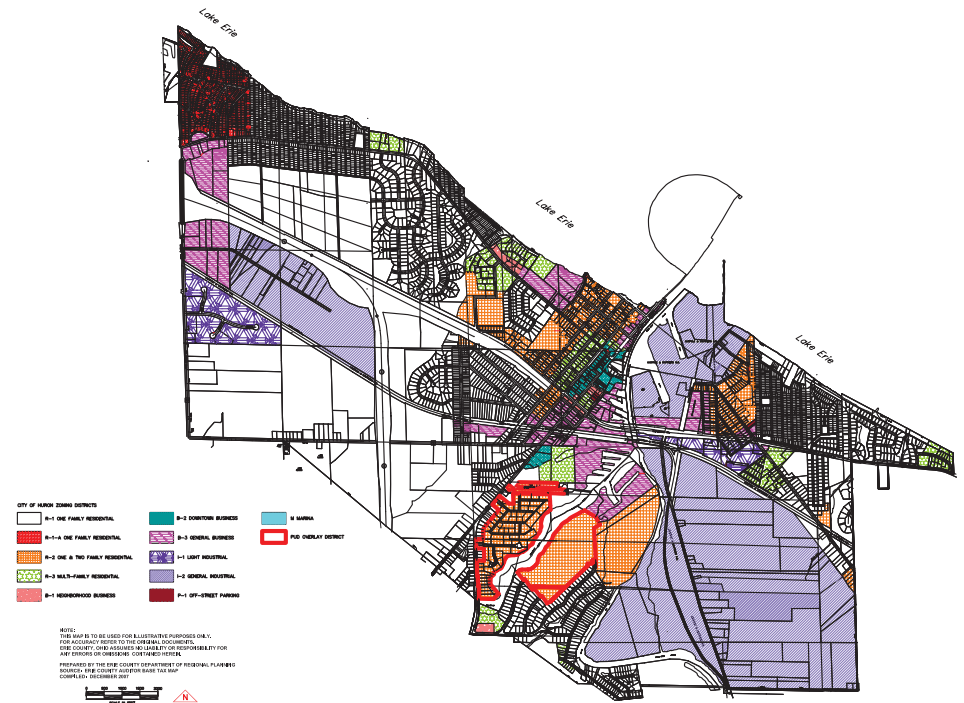 Lake Erie
Lake Erie
Lake Erie
CITY OF HURON ZONING DISTRICTS
R-1 ONE FAMILY RESIDENTIAL
R-1-A ONE FAMILY RESIDENTIAL
R-2 ONE & TWO FAMILY RESIDENTIAL
R-3 MULTI-FAMILY RESIDENTIAL
B-1 NEIGHBORHOOD BUSINESS
B-2 DOWNTOWN BUSINESS
B-3 GENERAL BUSINESS
I-1 LIGHT INDUSTRIAL
I-2 GENERAL INDUSTRIAL
P-1 OFF-STREET PARKING
M MARINA
PUD OVERLAY DISTRICT
NOTE:
THIS MAP IS TO BE USED FOR ILLUSTRATIVE PURPOSES ONLY.
FOR ACCURACY REFER TO THE ORIGINAL DOCUMENTS.
ERIE COUNTY, OHIO ASSUMES NO LIABILITY OR RESPONSIBILITY FOR
ANY ERRORS OR OMISSIONS CONTAINED HEREIN.
PREPARED BY THE ERIE COUNTY DEPARTMENT OF REGIONAL PLANNING
SOURCE: ERIE COUNTY AUDITOR BASE TAX MAP
COMPILED: DECEMBER 2007
SCALE IN FEET
N